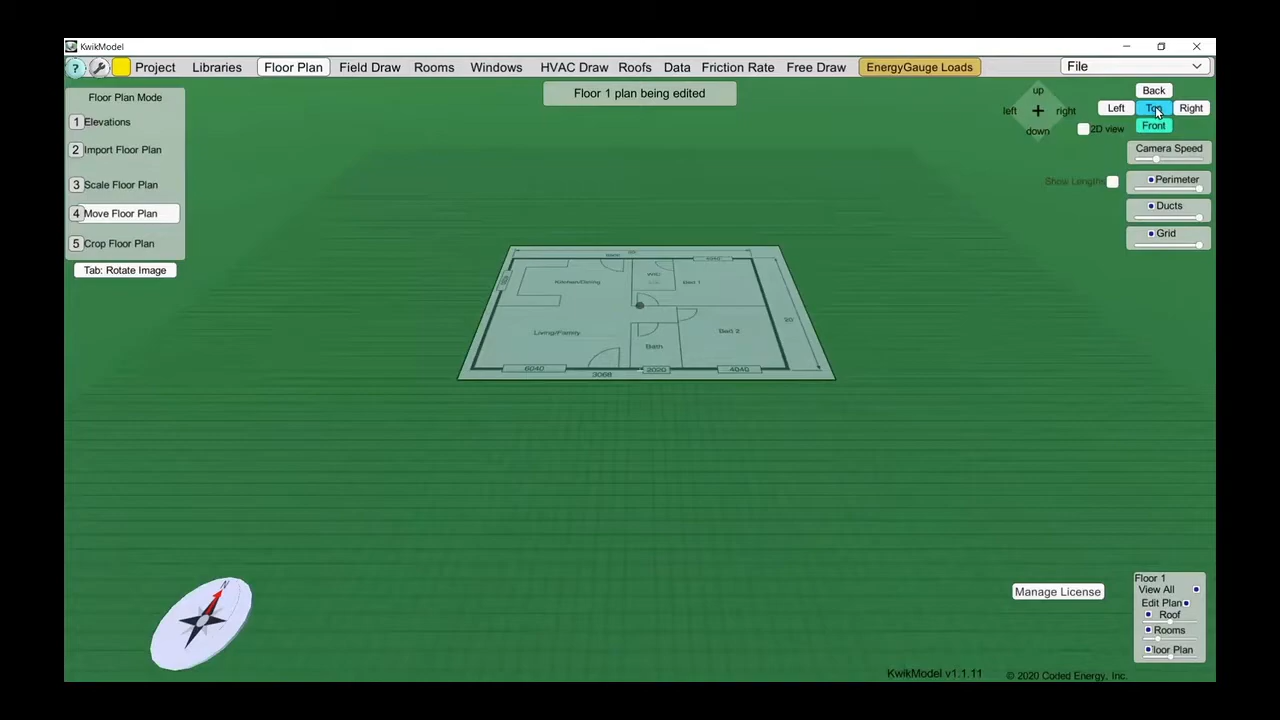 KwikModel
? Project Libraries Floor Plan Field Draw Rooms Windows HVAC Draw Roofs Data Friction Rate Free Draw EnergyGauge Loads File
Floor Plan Mode
1 Elevations
2 Import Floor Plan
3 Scale Floor Plan
4 Move Floor Plan
5 Crop Floor Plan
Tab: Rotate Image
Floor 1 plan being edited
up
left right
down
Back
Left Top Right
Front
2D view
Camera Speed
Show Lengths
Perimeter
Ducts
Grid
Kitchen/Dining
Bed 1
Living/Family
Bed 2
Bath
20
6040
3068
2020
4040
N
Manage License
Floor 1
View All
Edit Plan
Roof
Rooms
loor Plan
KwikModel v1.1.11
© 2020 Coded Energy, Inc.